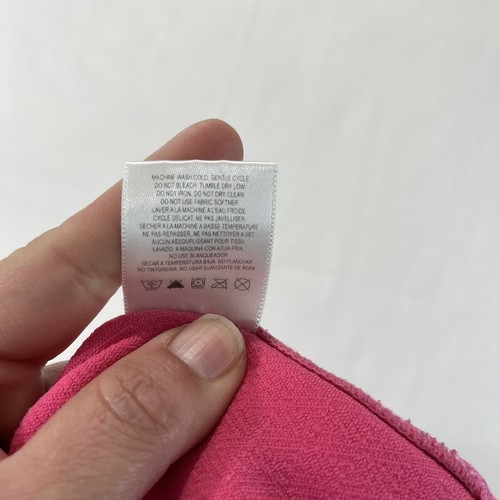 MACHINE WASH COLD, GENTLE CYCLE
DO NOT BLEACH. TUMBLE DRY LOW
DO NOT IRON. DO NOT DRY CLEAN
DO NOT USE FABRIC SOFTNER
LAVER A LA MACHINE A L'EAU FROIDE
CYCLE DELICAT. NE PAS JAVELLISER
SECHER A LA MACHINE A BASSE TEMPERATURE
NE PAS REPASSER, NE PAS NETTOYER A SEC
AUCUN ASSOUPLISSANT POUR TISSU.
LAVADO. A MAQUINA CON AGUA FRIA
NO USE BLANQUEADOR
SECAR A TEMPERATURA BAJA. NO PLANCHAR
NO TINTORERIA. NO USAR SUAVIZANTE DE ROPA